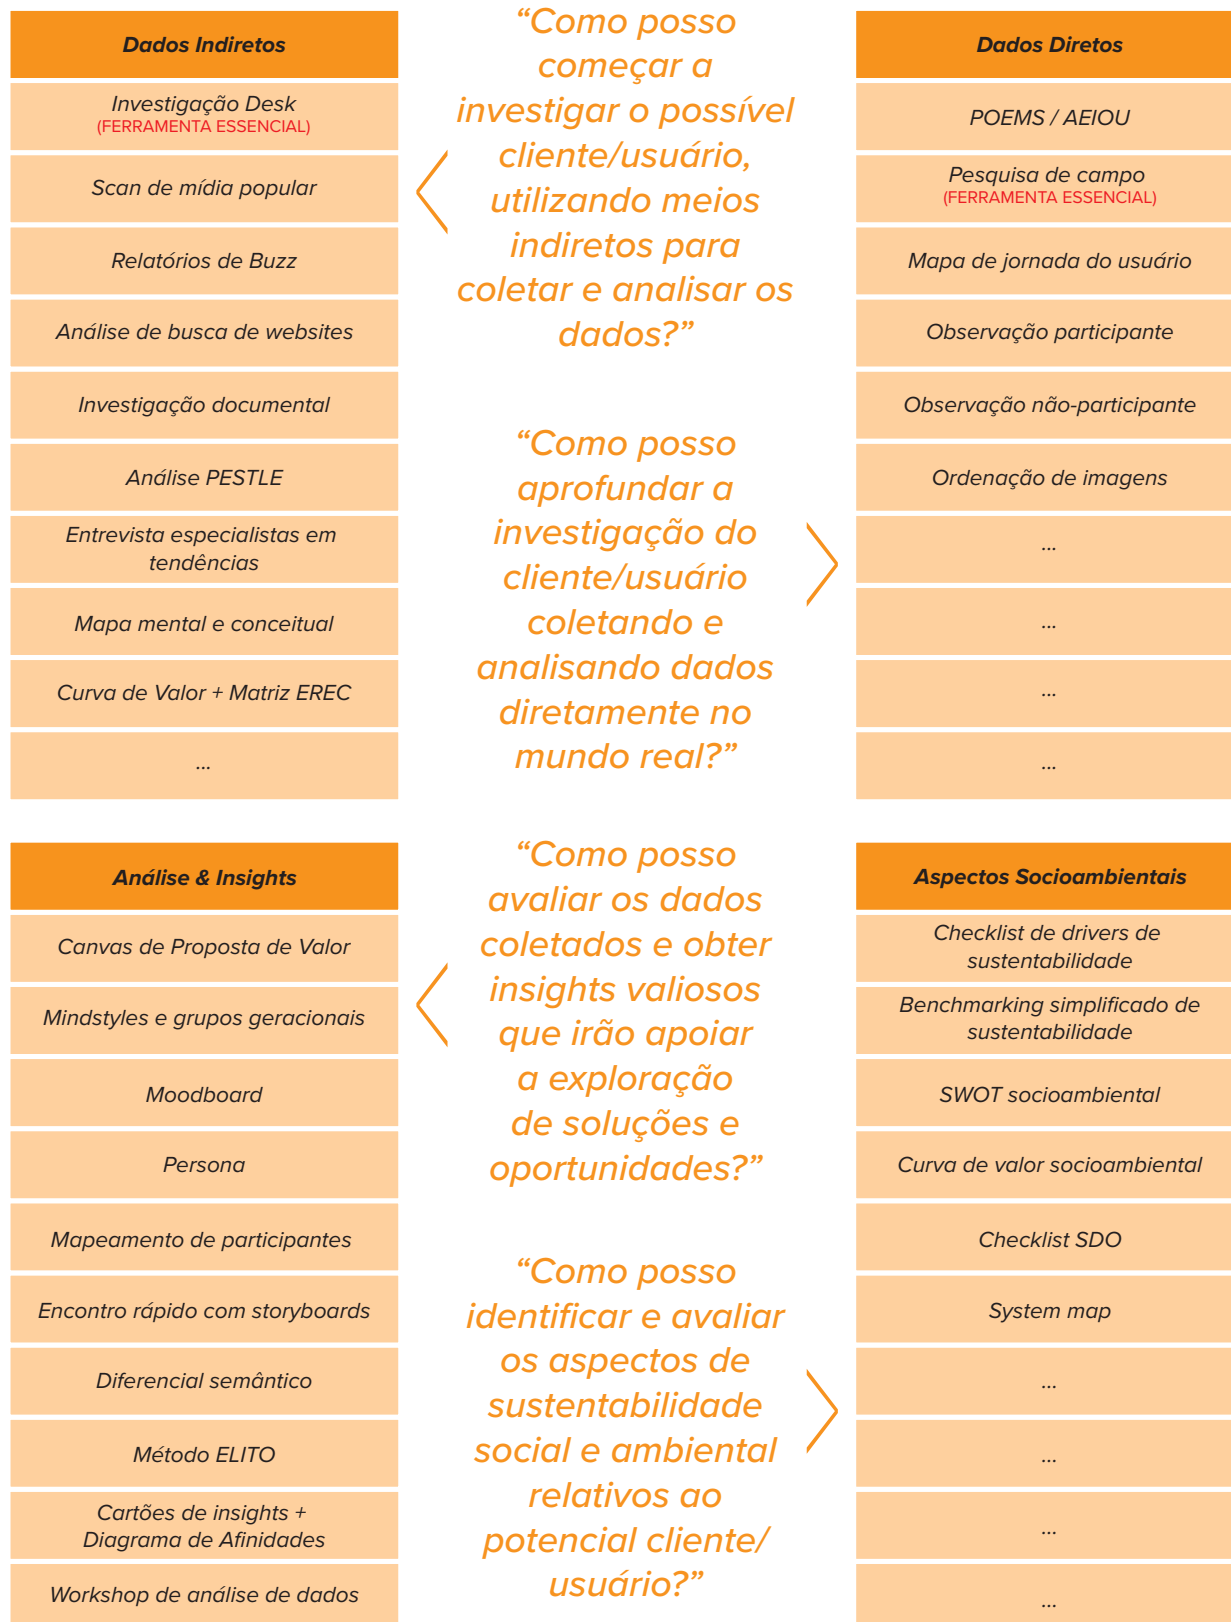 Dados Indiretos
Investigação Desk
(FERRAMENTA ESSENCIAL)
Scan de mídia popular
Relatórios de Buzz
Análise de busca de websites
Investigação documental
Análise PESTLE
Entrevista especialistas em
tendências
Mapa mental e conceitual
Curva de Valor + Matriz EREC
...
“Como posso
começar a
investigar o possível
cliente/usuário,
utilizando meios
indiretos para
coletar e analisar os
dados?”
“Como posso
aprofundar a
investigação do
cliente/usuário
coletando e
analisando dados
diretamente no
mundo real?”
Dados Diretos
POEMS / AEIOU
Pesquisa de campo
(FERRAMENTA ESSENCIAL)
Mapa de jornada do usuário
Observação participante
Observação não-participante
Ordenação de imagens
...
...
...
...
Análise & Insights
Canvas de Proposta de Valor
Mindstyles e grupos geracionais
Moodboard
Persona
Mapeamento de participantes
Encontro rápido com storyboards
Diferencial semântico
Método ELITO
Cartões de insights +
Diagrama de Afinidades
Workshop de análise de dados
“Como posso
avaliar os dados
coletados e obter
insights valiosos
que irão apoiar
a exploração
de soluções e
oportunidades?”
“Como posso
identificar e avaliar
os aspectos de
sustentabilidade
social e ambiental
relativos ao
potencial cliente/
usuário?”
Aspectos Socioambientais
Checklist de drivers de
sustentabilidade
Benchmarking simplificado de
sustentabilidade
SWOT socioambiental
Curva de valor socioambiental
Checklist SDO
System map
...
...
...
...